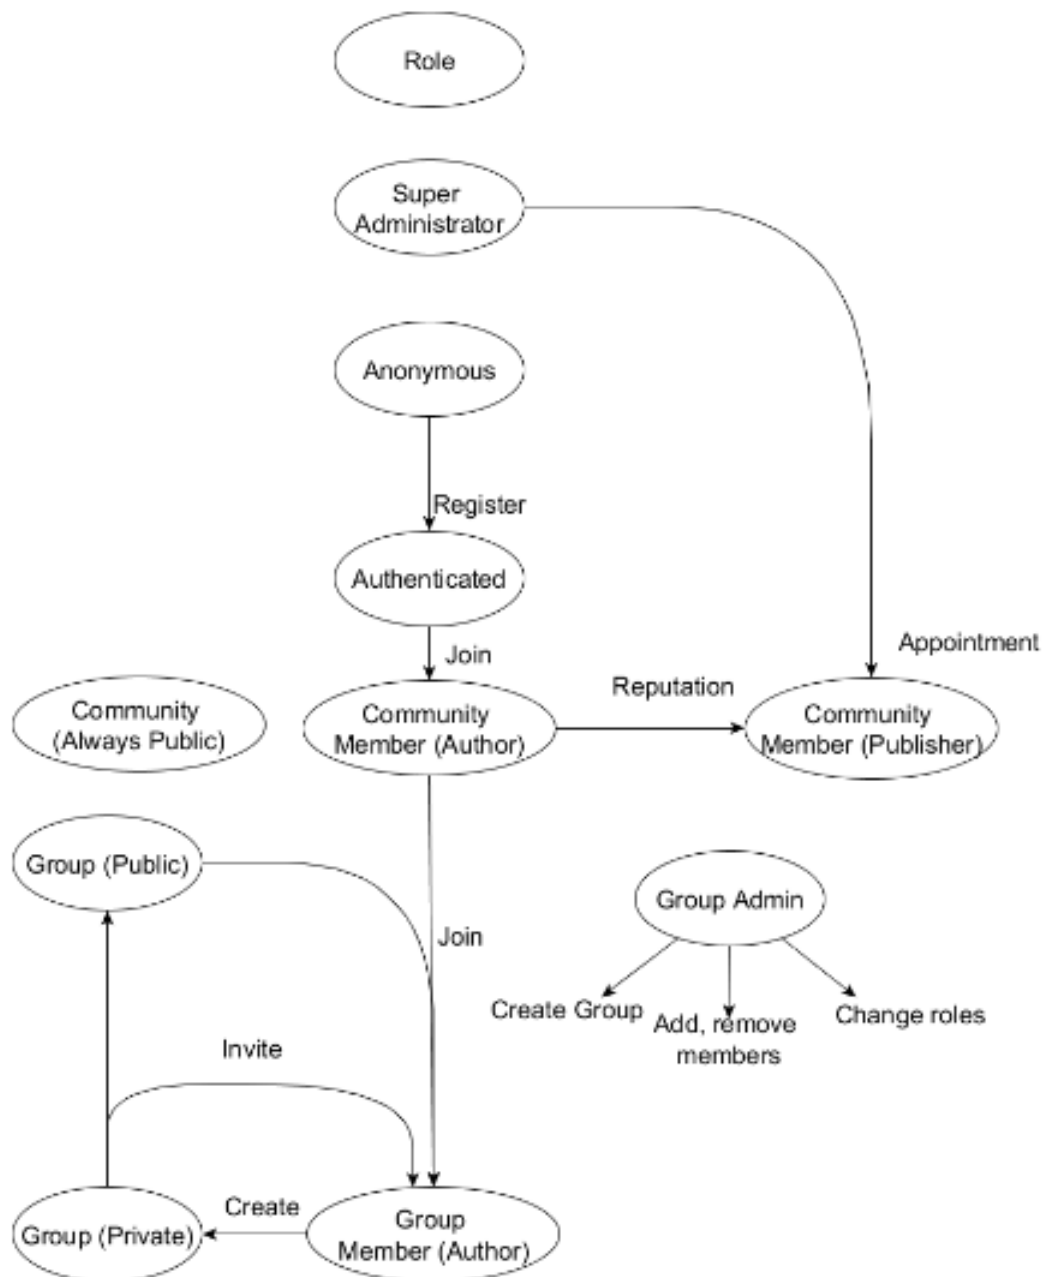 Role
Super
Administrator
Anonymous
Register
Authenticated
Join
Appointment
Reputation
Community
(Always Public)
Community
Member (Author)
Community
Member (Publisher)
Group (Public)
Group Admin
Join
Create Group
Add, remove
members
Change roles
Invite
Create
Group (Private)
Group
Member (Author)